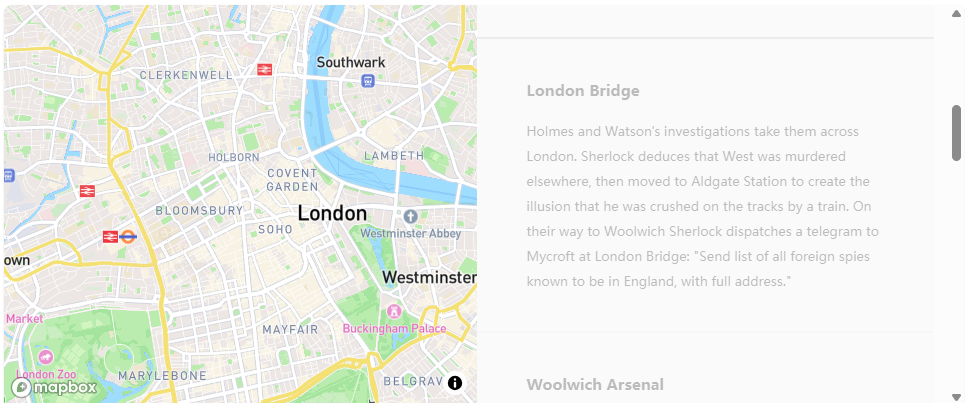 Southwark
CLERKENWELL
HOLBORN
LAMBETH
COVENT
GARDEN
BLOOMSBURY
London
SOHO
Westminster Abbey
own
Westminster
Market
MAYFAIR
Buckingham Palace
London Zoo
MARYLEBONE
BELGRAV
mapbox
London Bridge
Holmes and Watson's investigations take them across
London. Sherlock deduces that West was murdered
elsewhere, then moved to Aldgate Station to create the
illusion that he was crushed on the tracks by a train. On
their way to Woolwich Sherlock dispatches a telegram to
Mycroft at London Bridge: "Send list of all foreign spies
known to be in England, with full address."
Woolwich Arsenal